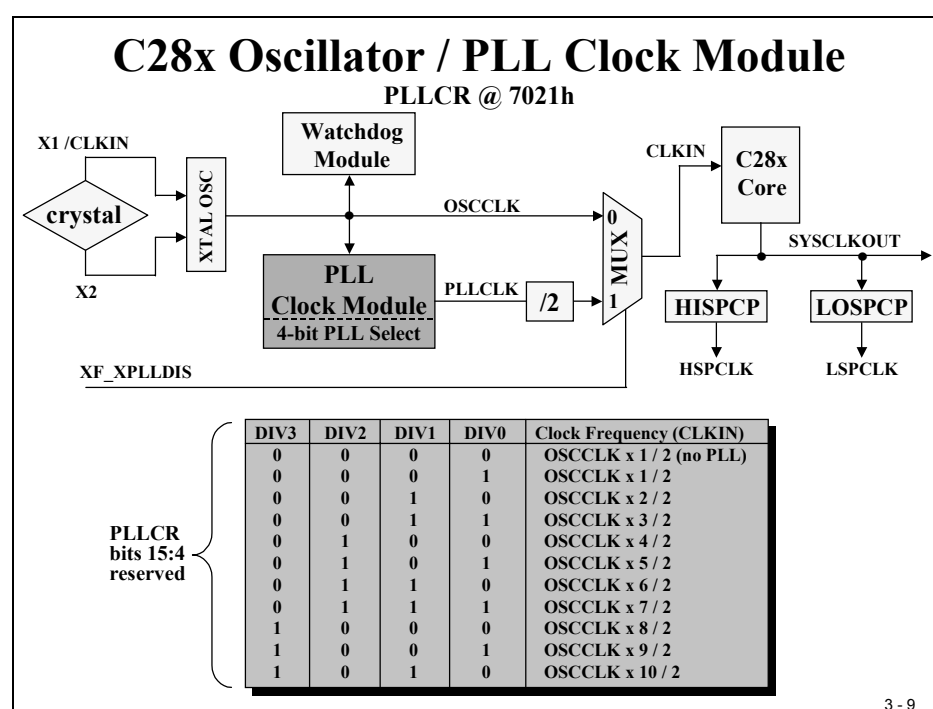 C28x Oscillator / PLL Clock Module
PLLCR @ 7021h
X1 /CLKIN
crystal
X2
XTAL OSC
Watchdog
Module
OSCCLK
PLL
Clock Module
4-bit PLL Select
PLLCLK
/2
0
MUX
1
CLKIN
C28x
Core
SYSCLKOUT
HISPCP
LOSPCP
HSPCLK
LSPCLK
XF_XPLLDIS
PLLCR
bits 15:4
reserved
DIV3 DIV2 DIV1 DIV0 Clock Frequency (CLKIN)
0 0 0 0 OSCCLK x 1 / 2 (no PLL)
0 0 0 1 OSCCLK x 1 / 2
0 0 1 0 OSCCLK x 2 / 2
0 0 1 1 OSCCLK x 3 / 2
0 1 0 0 OSCCLK x 4 / 2
0 1 0 1 OSCCLK x 5 / 2
0 1 1 0 OSCCLK x 6 / 2
0 1 1 1 OSCCLK x 7 / 2
1 0 0 0 OSCCLK x 8 / 2
1 0 0 1 OSCCLK x 9 / 2
1 0 1 0 OSCCLK x 10 / 2
3 - 9